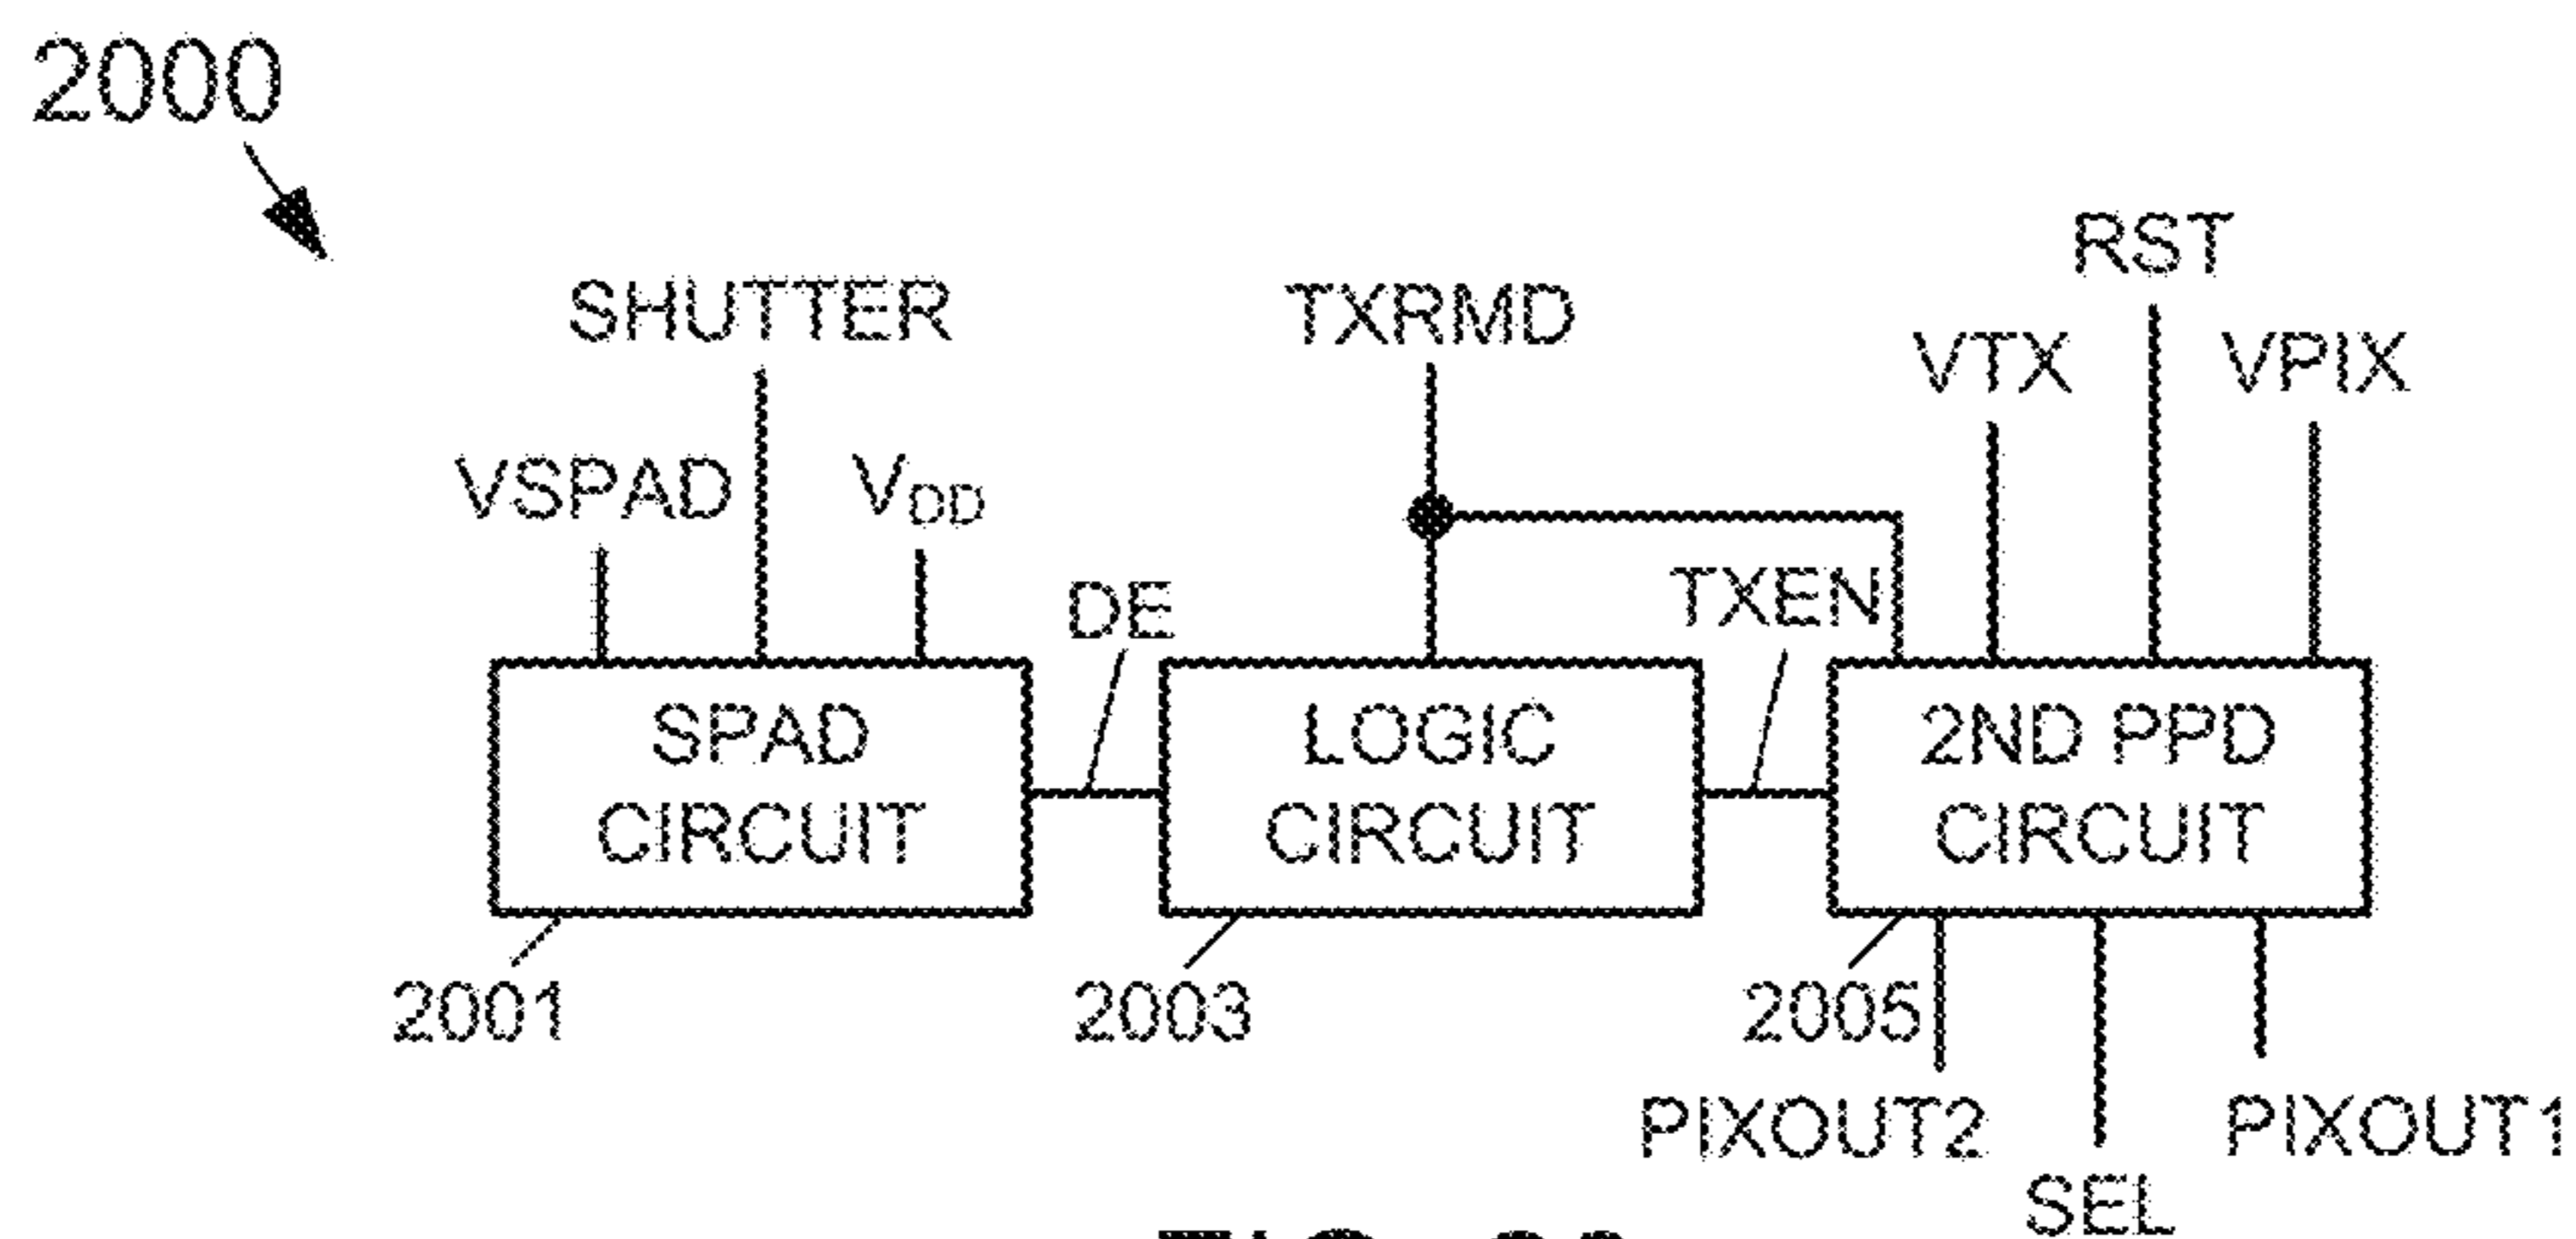 2000
SHUTTER
TXRMD
RST
VTX
VPIX
VSPAD
VDD
DE
TXEN
SPAD
CIRCUIT
LOGIC
CIRCUIT
2ND PPD
CIRCUIT
2001
2003
2005
PIXOUT2
PIXOUT1
SEL